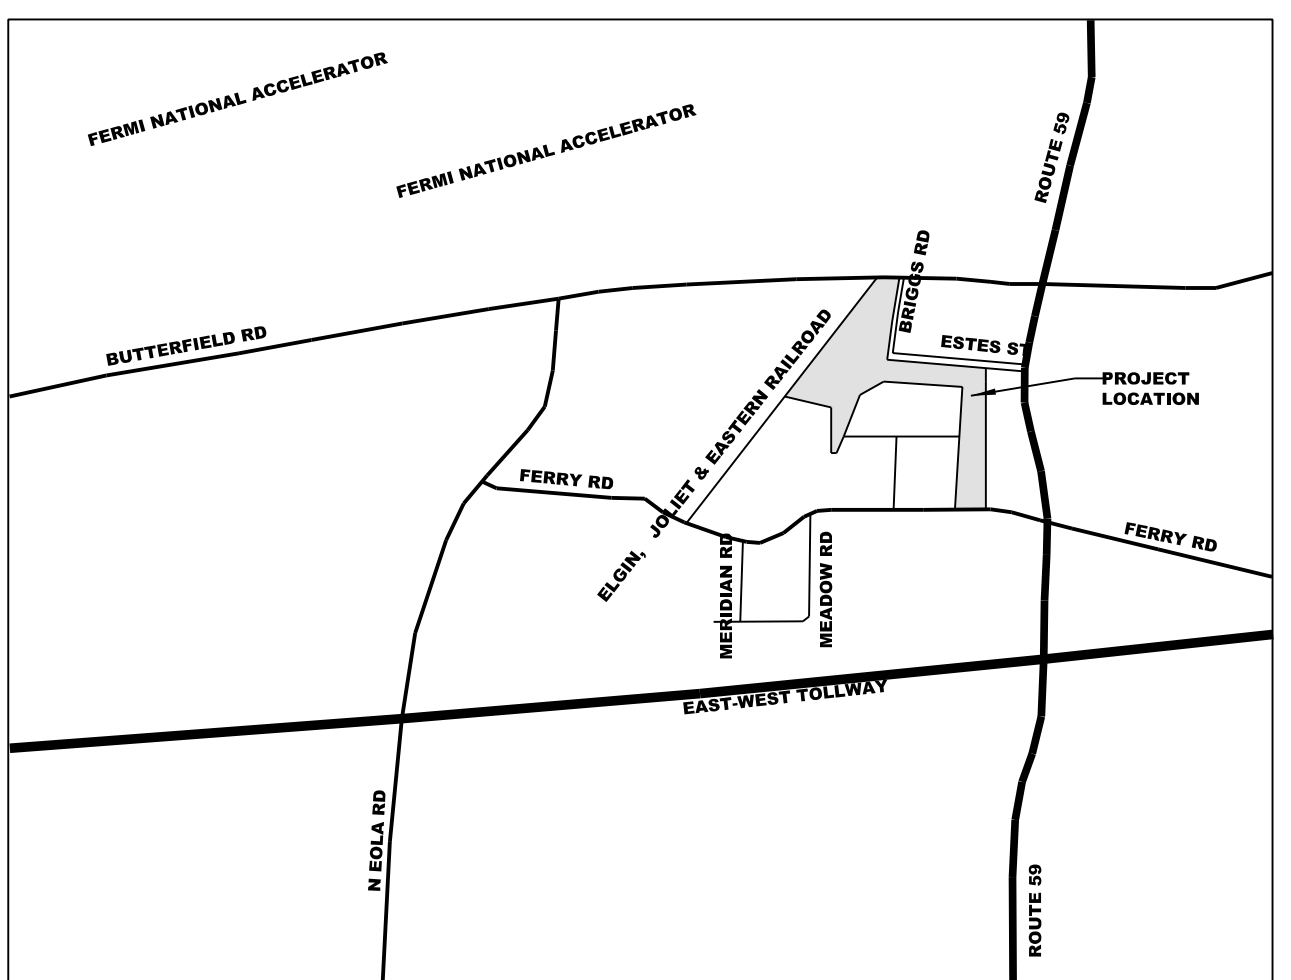 FERMI NATIONAL ACCELERATOR
FERMI NATIONAL ACCELERATOR
ROUTE 59
BRIGGS RD
BUTTERFIELD RD
ESTES ST
PROJECT
LOCATION
ELGIN, JOLIET & EASTERN RAILROAD
FERRY RD
FERRY RD
MERIDIAN RD
MEADOW RD
EAST-WEST TOLLWAY
N EOLA RD
ROUTE 59